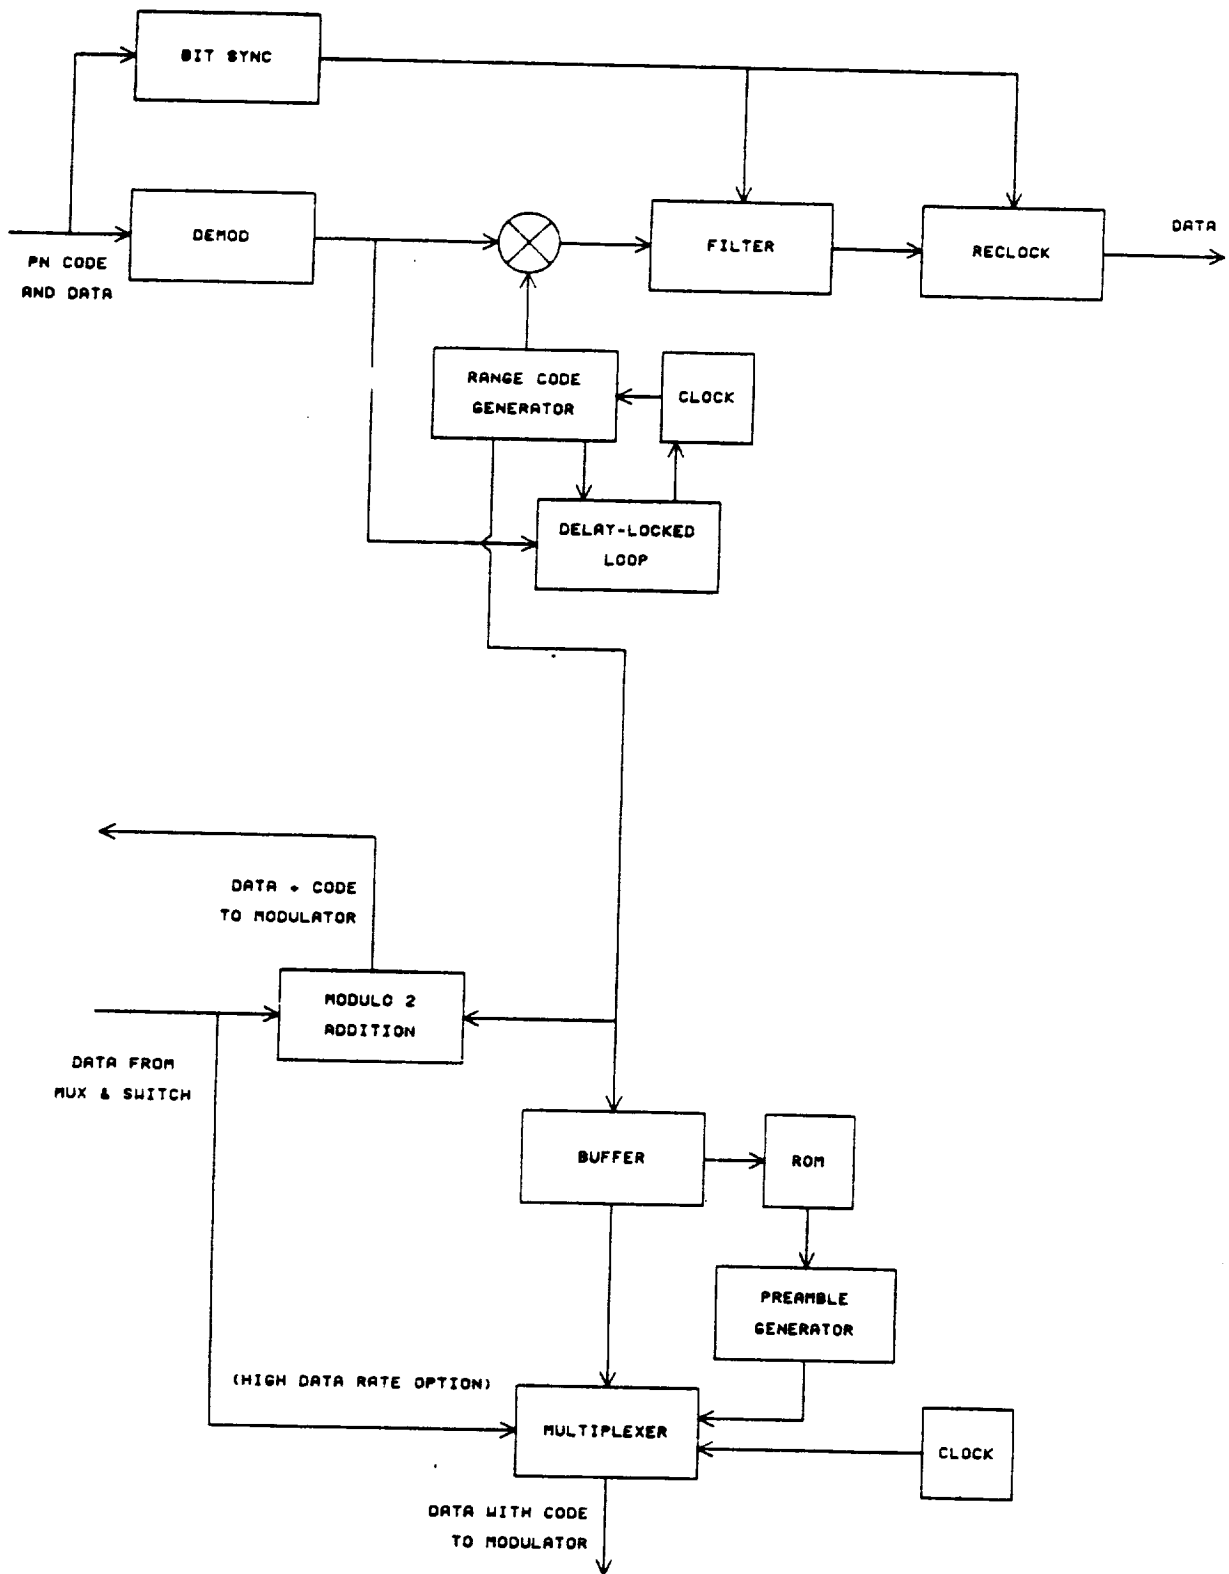 BIT SYNC
DEMOD
PN CODE
AND DATA
FILTER
RECLOCK
DATA
RANGE CODE
GENERATOR
CLOCK
DELAY-LOCKED
LOOP
DATA + CODE
TO MODULATOR
MODULO 2
ADDITION
DATA FROM
MUX & SWITCH
BUFFER
ROM
PREAMBLE
GENERATOR
(HIGH DATA RATE OPTION)
MULTIPLEXER
CLOCK
DATA WITH CODE
TO MODULATOR